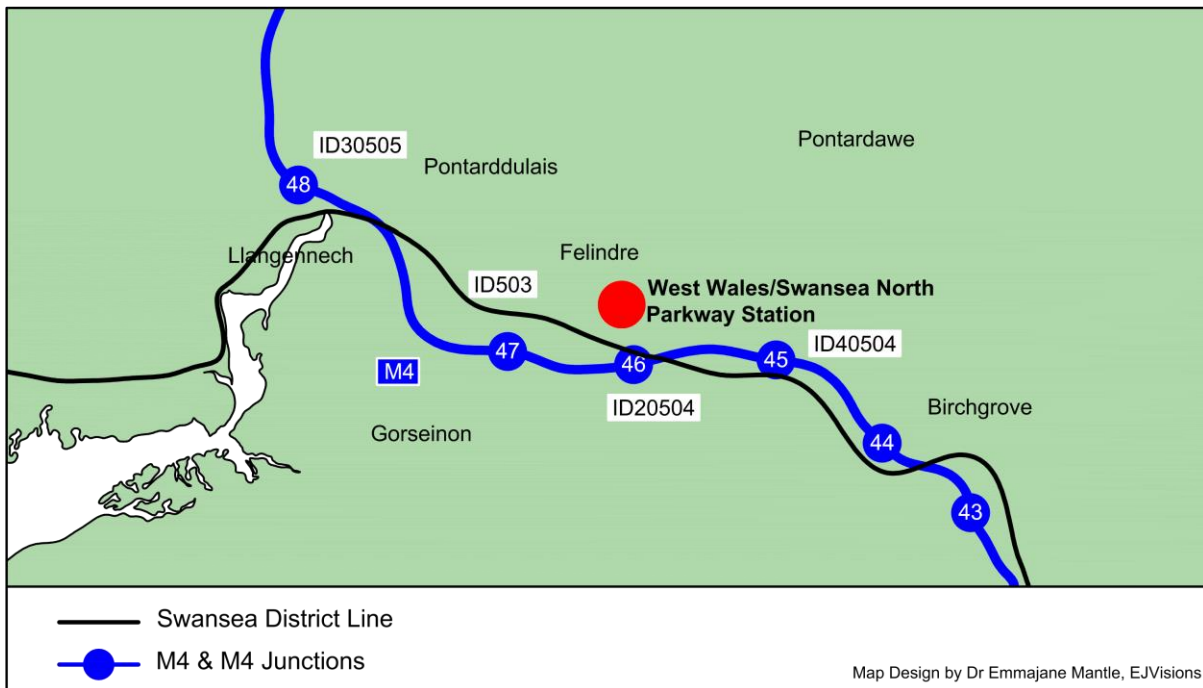 ID30505
Pontardawe
Pontarddulais
48
Felindre
Llangennech
ID503
West Wales/Swansea North
Parkway Station
ID40504
47
46
45
M4
ID20504
Birchgrove
Gorseinon
44
43
Swansea District Line
M4 & M4 Junctions
Map Design by Dr Emmajane Mantle, EJVisions